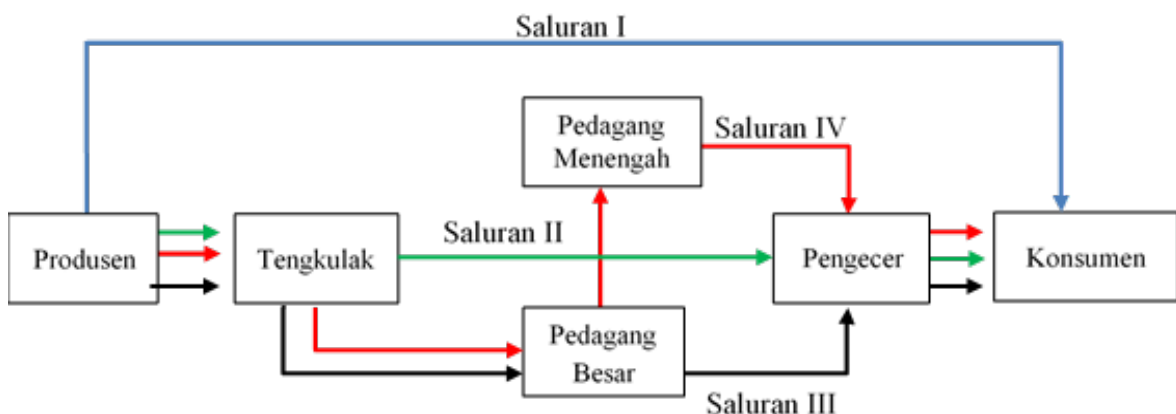 Saluran I
Pedagang
Menengah
Saluran IV
Produsen
Tengkulak
Saluran II
Pengecer
Konsumen
Pedagang
Besar
Saluran III